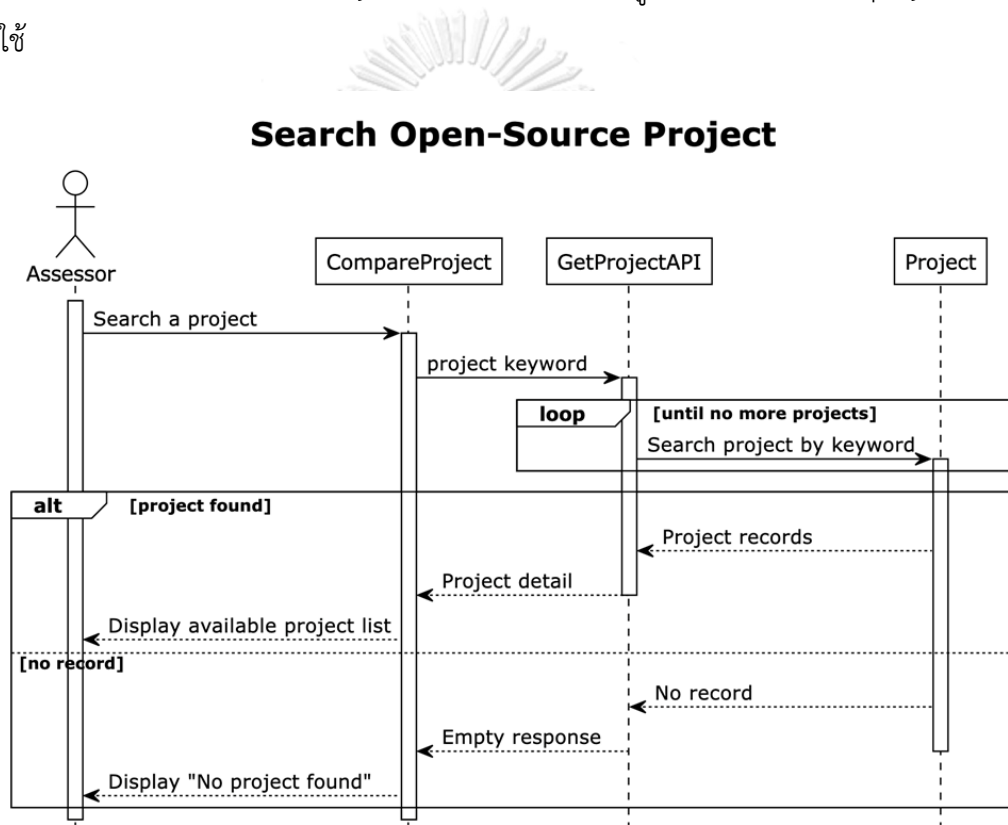 ใช้
Search Open-Source Project
Assessor
CompareProject
GetProjectAPI
Project
Search a project
project keyword
loop
[until no more projects]
Search project by keyword
alt
[project found]
Project records
Project detail
Display available project list
[no record]
No record
Empty response
Display "No project found"